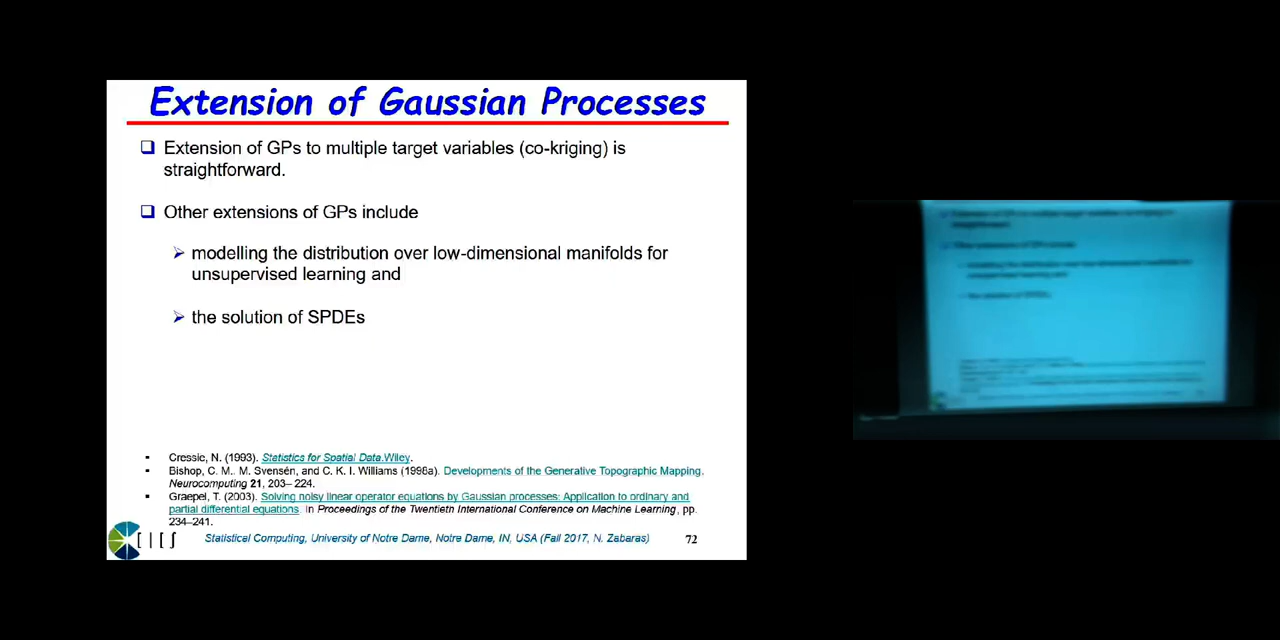 Extension of Gaussian Processes
Extension of GPs to multiple target variables (co-kriging) is
straightforward.
Other extensions of GPs include
modelling the distribution over low-dimensional manifolds for
unsupervised learning and
the solution of SPDEs
Cressie, N. (1993). Statistics for Spatial Data.Wiley.
Bishop, C. M., M. Svensén, and C. K. I. Williams (1998a). Developments of the Generative Topographic Mapping.
Neurocomputing 21, 203– 224.
Graepel, T. (2003). Solving noisy linear operator equations by Gaussian processes: Application to ordinary and
partial differential equations. In Proceedings of the Twentieth International Conference on Machine Learning, pp.
234–241.
Statistical Computing, University of Notre Dame, Notre Dame, IN, USA (Fall 2017, N. Zabaras)
72